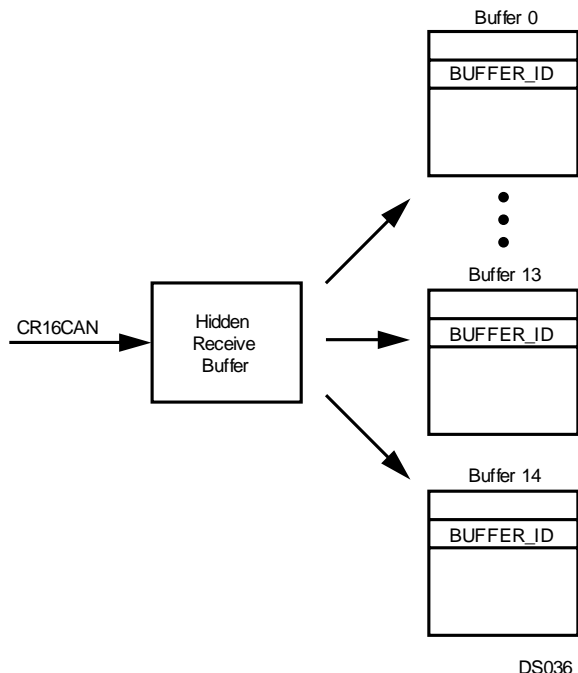 Buffer 0
BUFFER_ID
Buffer 13
CR16CAN
Hidden
Receive
Buffer
BUFFER_ID
Buffer 14
BUFFER_ID
DS036